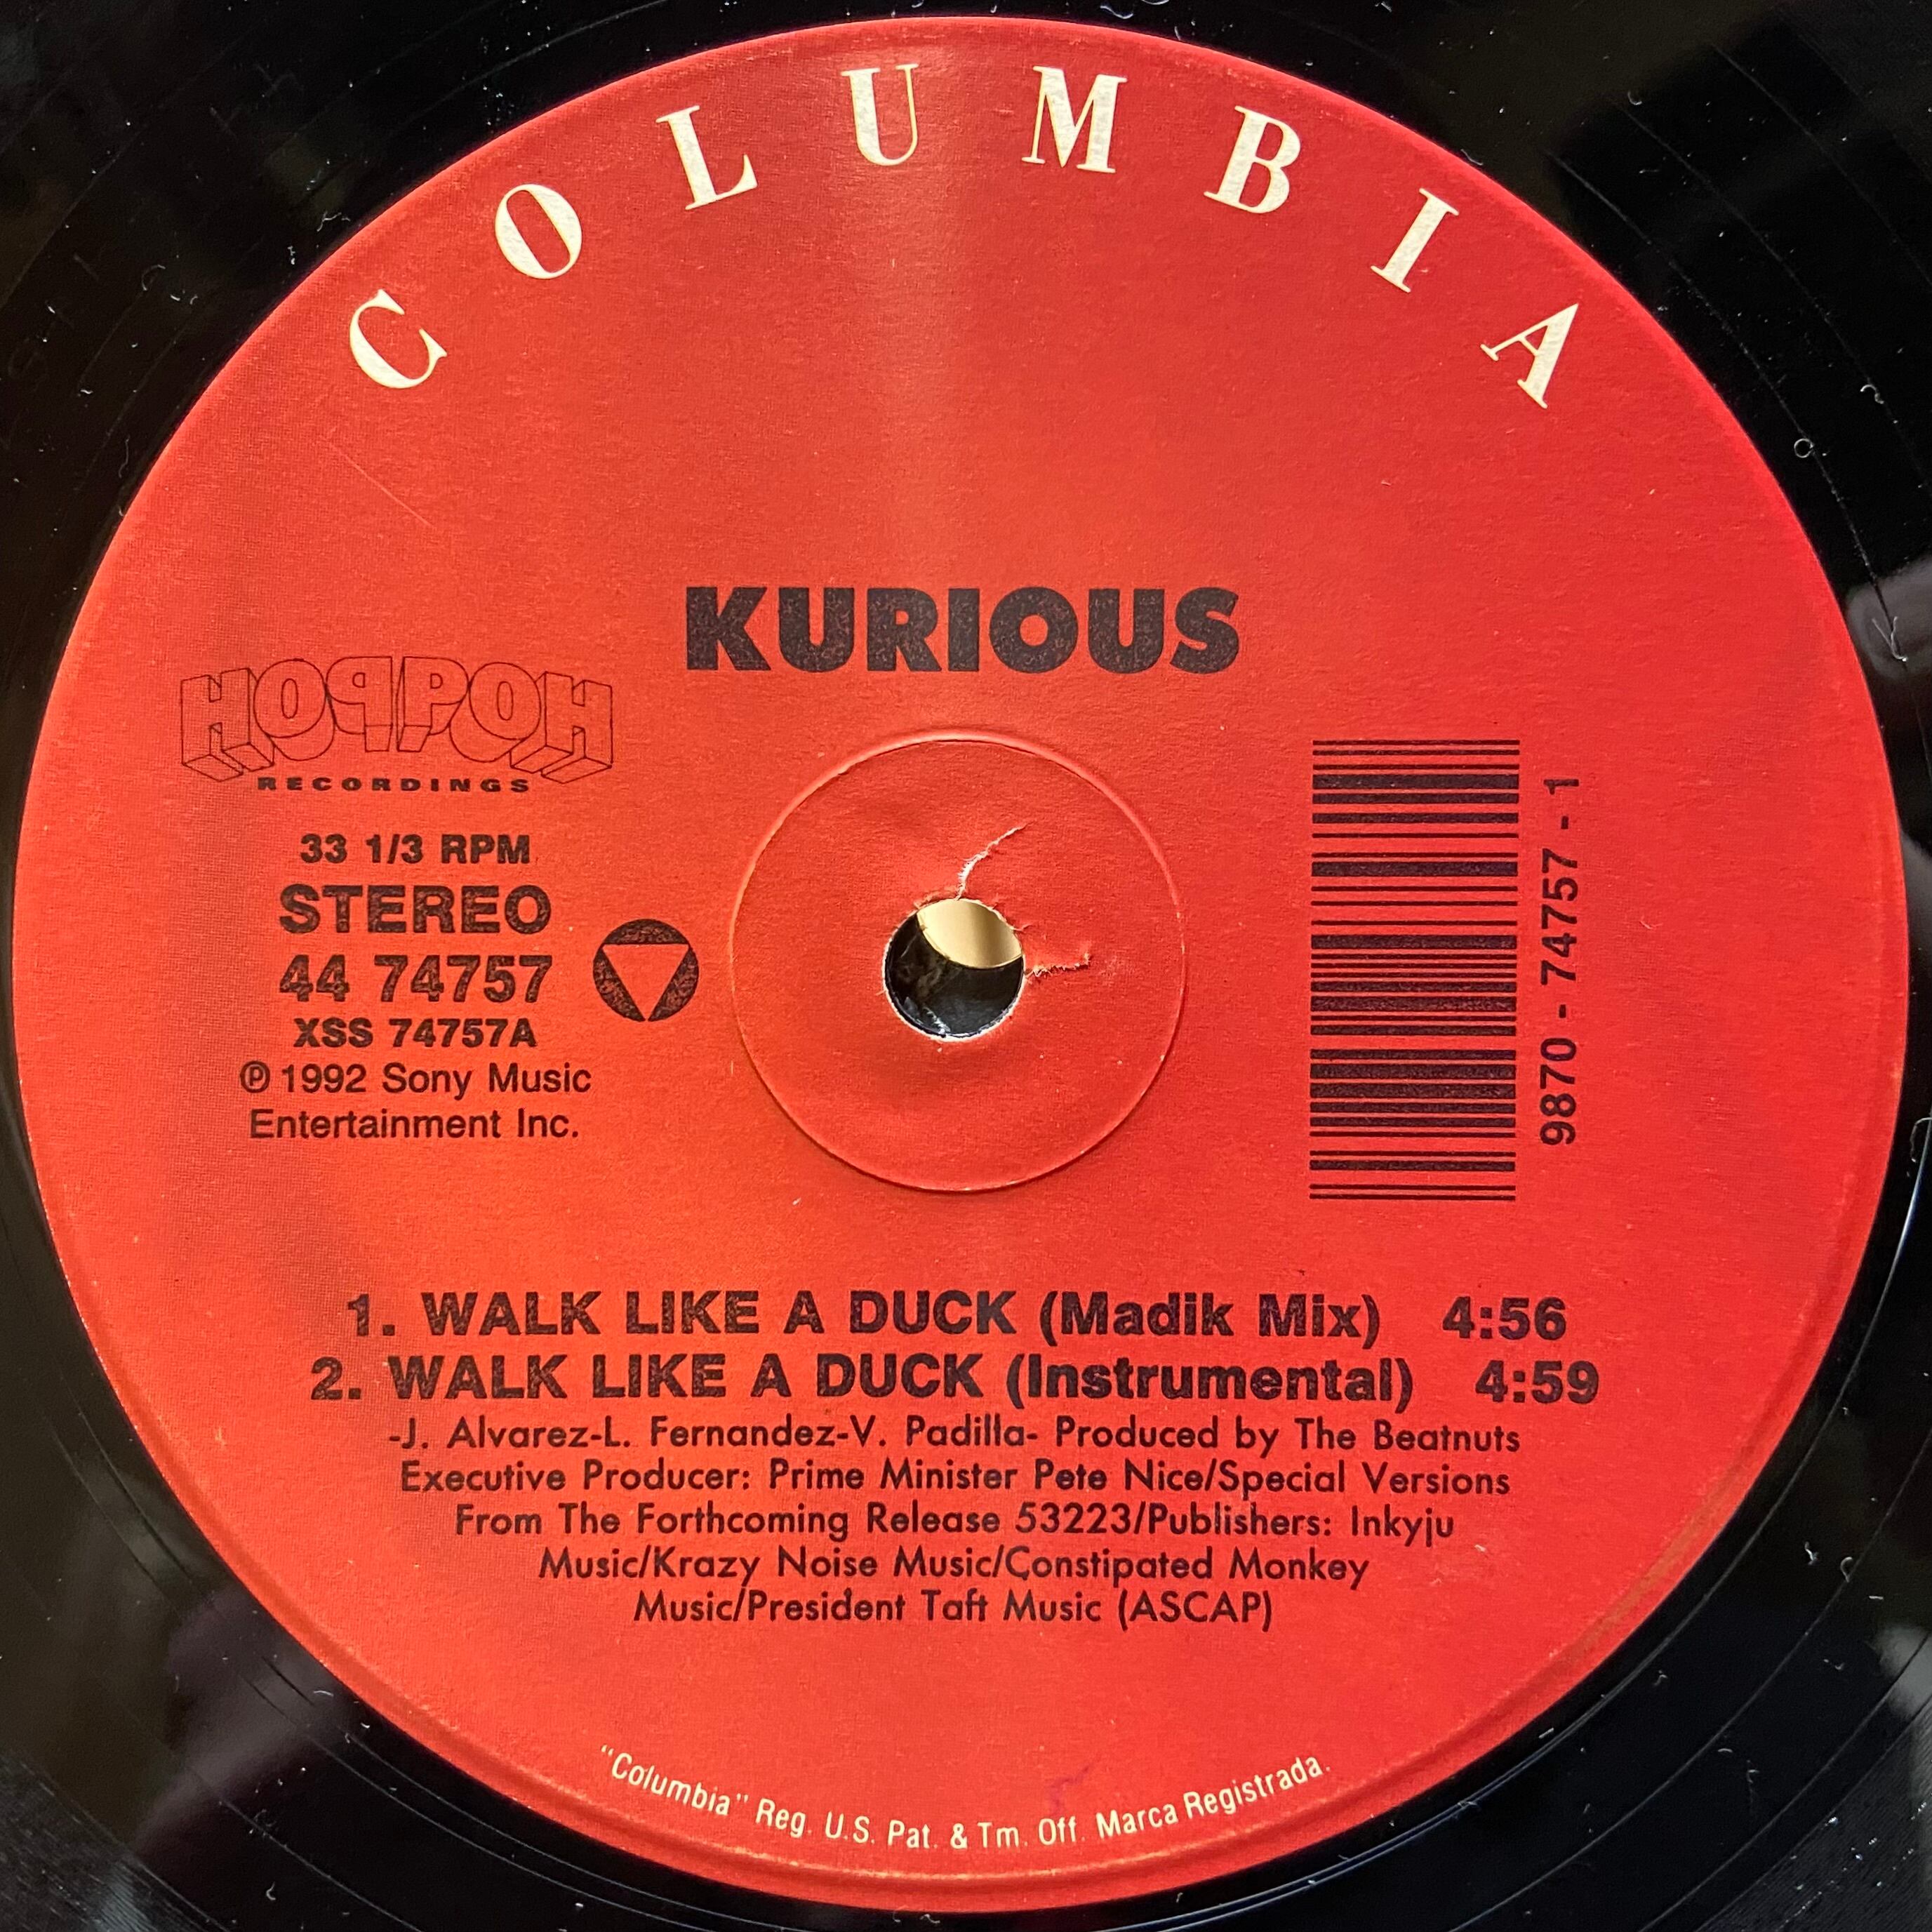 COLUMBIA
KURIOUS
HOPPOH
RECORDINGS
33 1/3 RPM
STEREO
44 74757
XSS 74757A
℗ 1992 Sony Music
Entertainment Inc.
9870 - 74757 - 1
1. WALK LIKE A DUCK (Madik Mix) 4:56
2. WALK LIKE A DUCK (Instrumental) 4:59
-J. Alvarez-L. Fernandez-V. Padilla- Produced by The Beatnuts
Executive Producer: Prime Minister Pete Nice/Special Versions
From The Forthcoming Release 53223/Publishers: Inkyju
Music/Krazy Noise Music/Constipated Monkey
Music/President Taft Music (ASCAP)
"Columbia" Reg. U.S. Pat. & Tm. Off. Marca Registrada.